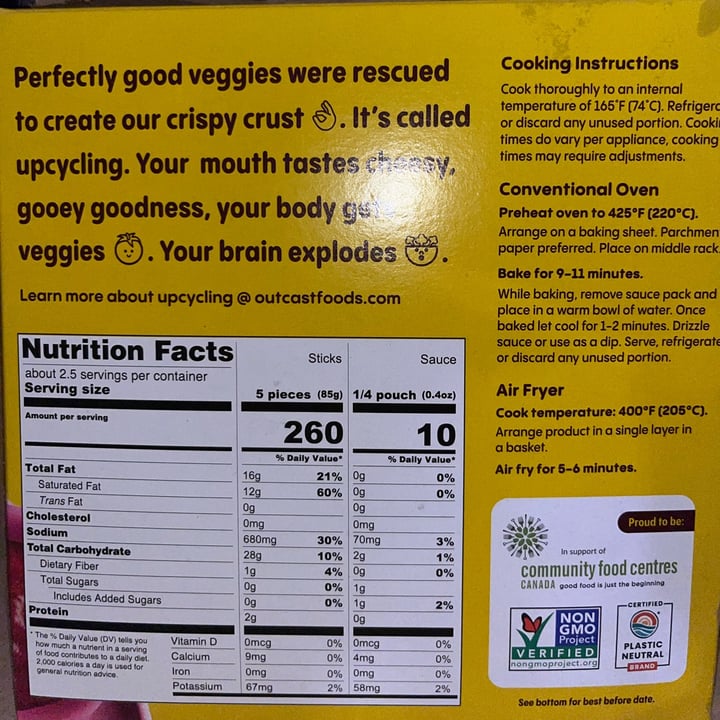 Perfectly good veggies were rescued
to create our crispy crust 👌. It's called
upcycling. Your mouth tastes cheesy,
gooey goodness, your body gets
veggies. Your brain explodes.
Learn more about upcycling @ outcastfoods.com
Nutrition Facts
about 2.5 servings per container
Serving size
Sticks Sauce
5 pieces (85g) 1/4 pouch (0.4oz)
Amount per serving
260 10
% Daily Value* % Daily Value*
Total Fat 16g 21% 0g 0%
Saturated Fat 12g 60% 0g 0%
Trans Fat 0g 0g
Cholesterol 0mg 0mg
Sodium 680mg 30% 70mg 3%
Total Carbohydrate 28g 10% 2g 1%
Dietary Fiber 1g 4% 0g 0%
Total Sugars 0g 0% 1g
Includes Added Sugars 0g 0% 1g 2%
Protein 2g 0g
* The % Daily Value (DV) tells you
how much a nutrient in a serving
of food contributes to a daily diet.
2,000 calories a day is used for
general nutrition advice.
Vitamin D 0mcg 0% 0mcg 0%
Calcium 9mg 0% 4mg 0%
Iron 0mg 0% 0mg 0%
Potassium 67mg 2% 58mg 2%
Cooking Instructions
Cook thoroughly to an internal
temperature of 165°F (74°C). Refrigera
or discard any unused portion. Cooki
times do vary per appliance, cooking
times may require adjustments.
Conventional Oven
Preheat oven to 425°F (220°C).
Arrange on a baking sheet. Parchmen
paper preferred. Place on middle rack.
Bake for 9-11 minutes.
While baking, remove sauce pack and
place in a warm bowl of water. Once
baked let cool for 1-2 minutes. Drizzle
sauce or use as a dip. Serve, refrigerate
or discard any unused portion.
Air Fryer
Cook temperature: 400°F (205°C).
Arrange product in a single layer in
a basket.
Air fry for 5-6 minutes.
Proud to be:
In support of
community food centres
CANADA good food is just the beginning
NON
GMO
Project
VERIFIED
nongmoproject.org
CERTIFIED
PLASTIC
NEUTRAL
BRAND
See bottom for best before date.